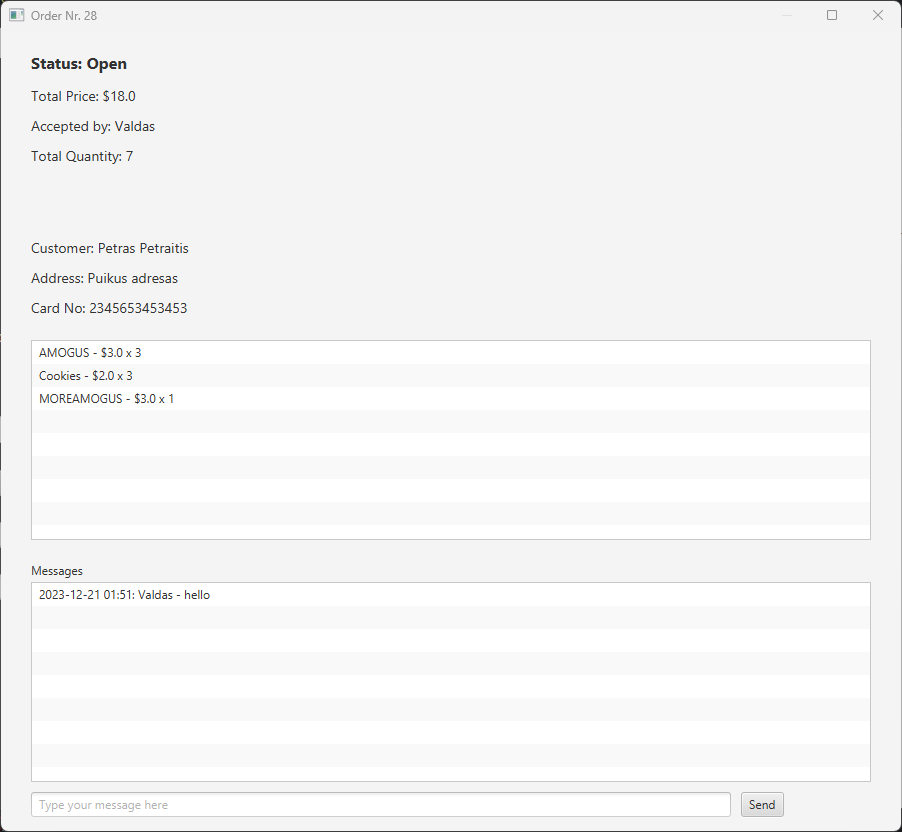 Order Nr. 28
Status: Open
Total Price: $18.0
Accepted by: Valdas
Total Quantity: 7
Customer: Petras Petraitis
Address: Puikus adresas
Card No: 2345653453453
AMOGUS - $3.0 x 3
Cookies - $2.0 x 3
MOREAMOGUS - $3.0 x 1
Messages
2023-12-21 01:51: Valdas - hello
Type your message here
Send